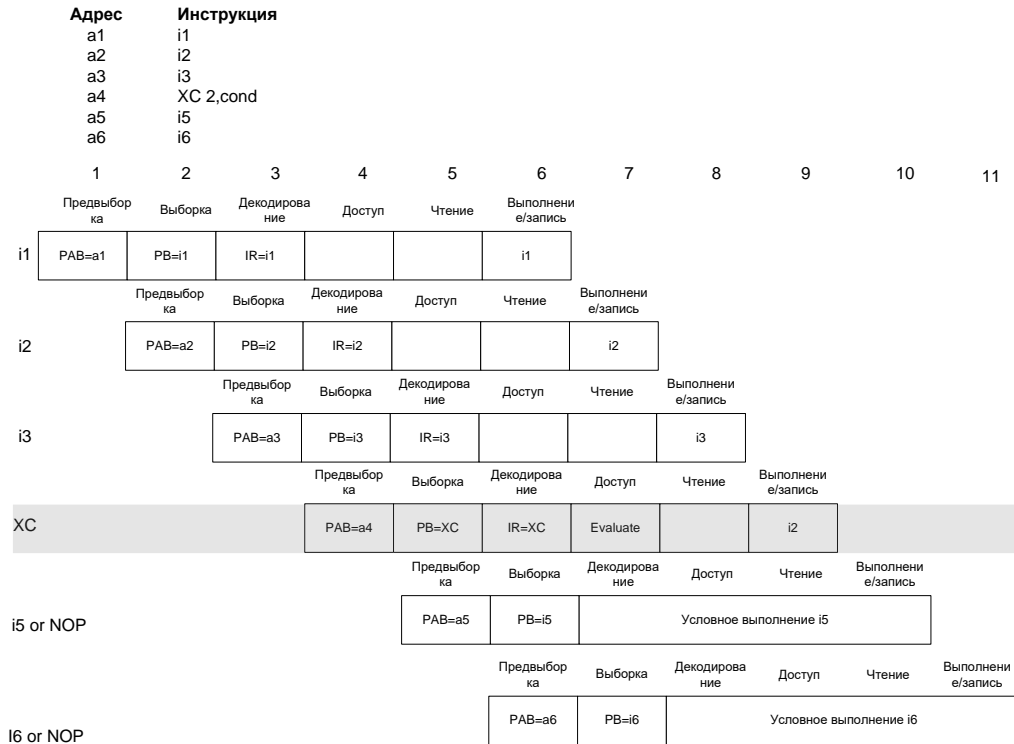 Адрес Инструкция
a1 i1
a2 i2
a3 i3
a4 XC 2,cond
a5 i5
a6 i6
1 2 3 4 5 6 7 8 9 10 11
Предвыбор
ка
Выборка
Декодирова
ние
Доступ
Чтение
Выполнени
е/запись
i1 PAB=a1 PB=i1 IR=i1 i1
Предвыбор
ка
Выборка
Декодирова
ние
Доступ
Чтение
Выполнени
е/запись
i2 PAB=a2 PB=i2 IR=i2 i2
Предвыбор
ка
Выборка
Декодирова
ние
Доступ
Чтение
Выполнени
е/запись
i3 PAB=a3 PB=i3 IR=i3 i3
Предвыбор
ка
Выборка
Декодирова
ние
Доступ
Чтение
Выполнени
е/запись
XC PAB=a4 PB=XC IR=XC Evaluate i2
Предвыбор
ка
Выборка
Декодирова
ние
Доступ
Чтение
Выполнени
е/запись
i5 or NOP PAB=a5 PB=i5 Условное выполнение i5
Предвыбор
ка
Выборка
Декодирова
ние
Доступ
Чтение
Выполнени
е/запись
I6 or NOP PAB=a6 PB=i6 Условное выполнение i6